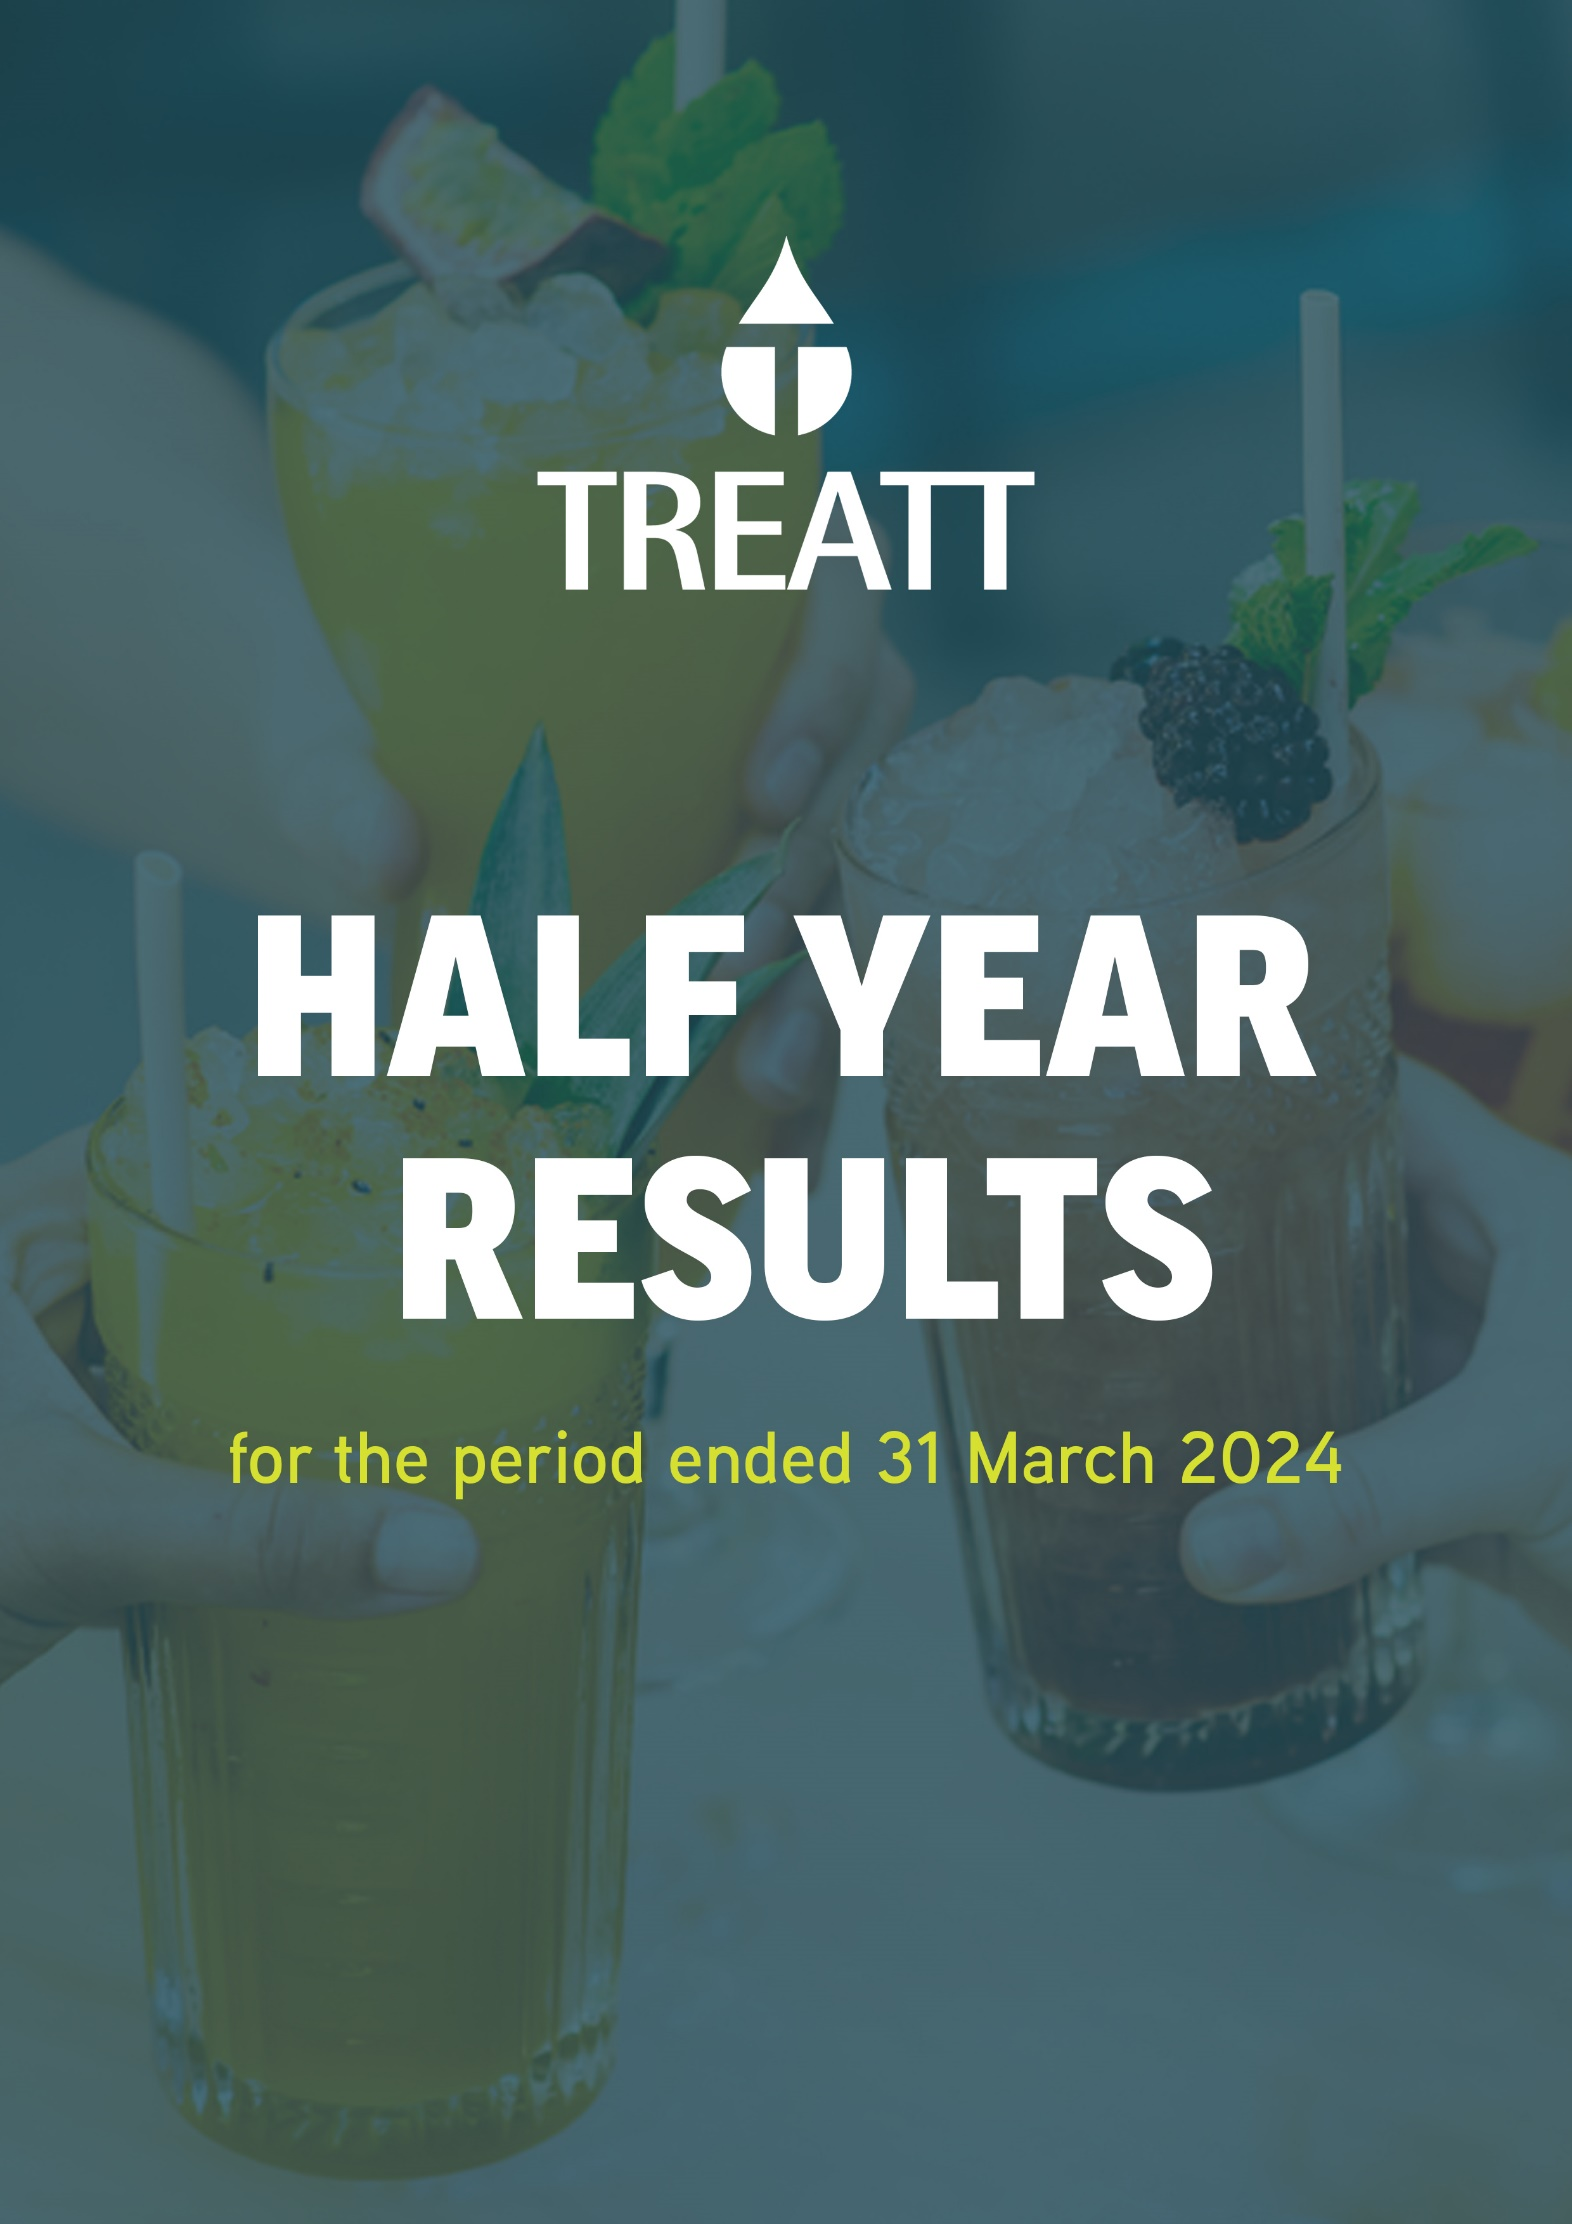 TREATT
HALF YEAR
RESULTS
for the period ended 31 March 2024